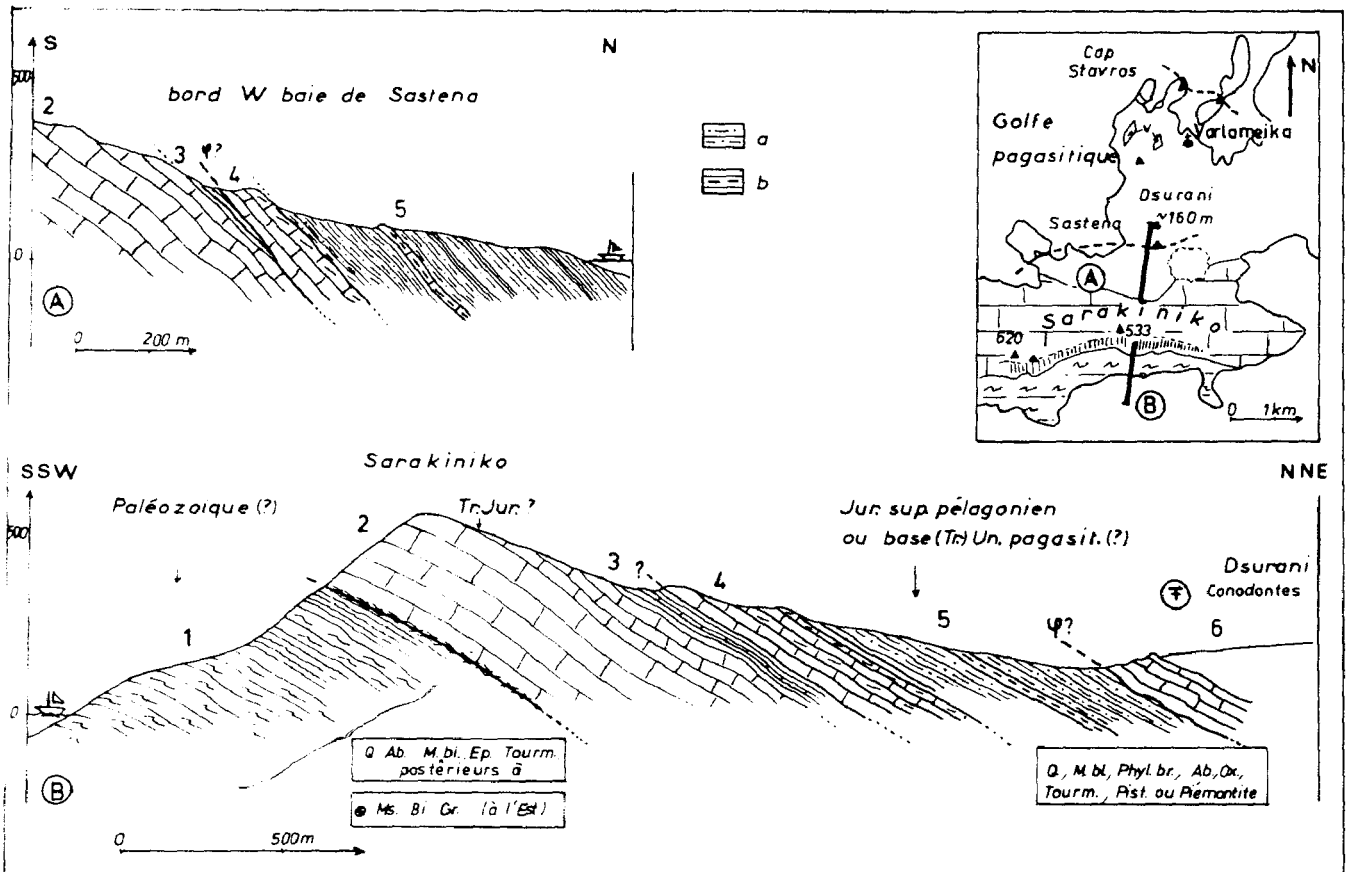 S
N
500
bord W baie de Sastena
2
3
φ?
4
5
0
A
0 200 m
a
b
Cap
Stavros
N
Golfe
pagasitique
Varlameika
Dsurani
~160 m
Sastena
A
Sarakiniko
620
533
B
0 1 km
SSW
Sarakiniko
NNE
Paléozoïque (?)
Tr. Jur. ?
Jur. sup. pélagonien
ou base (Tr.) Un. pagasit. (?)
500
2
3
?
4
Dsurani
Conodontes
1
5
φ?
6
0
Q Ab. M. bl. Ep. Tourm.
postérieurs à
Ms. Bi Gr. (à l'Est)
Q, M. bl., Phyl. br., Ab., Ox.,
Tourm., Pist. ou Piémontite
B
0 500m